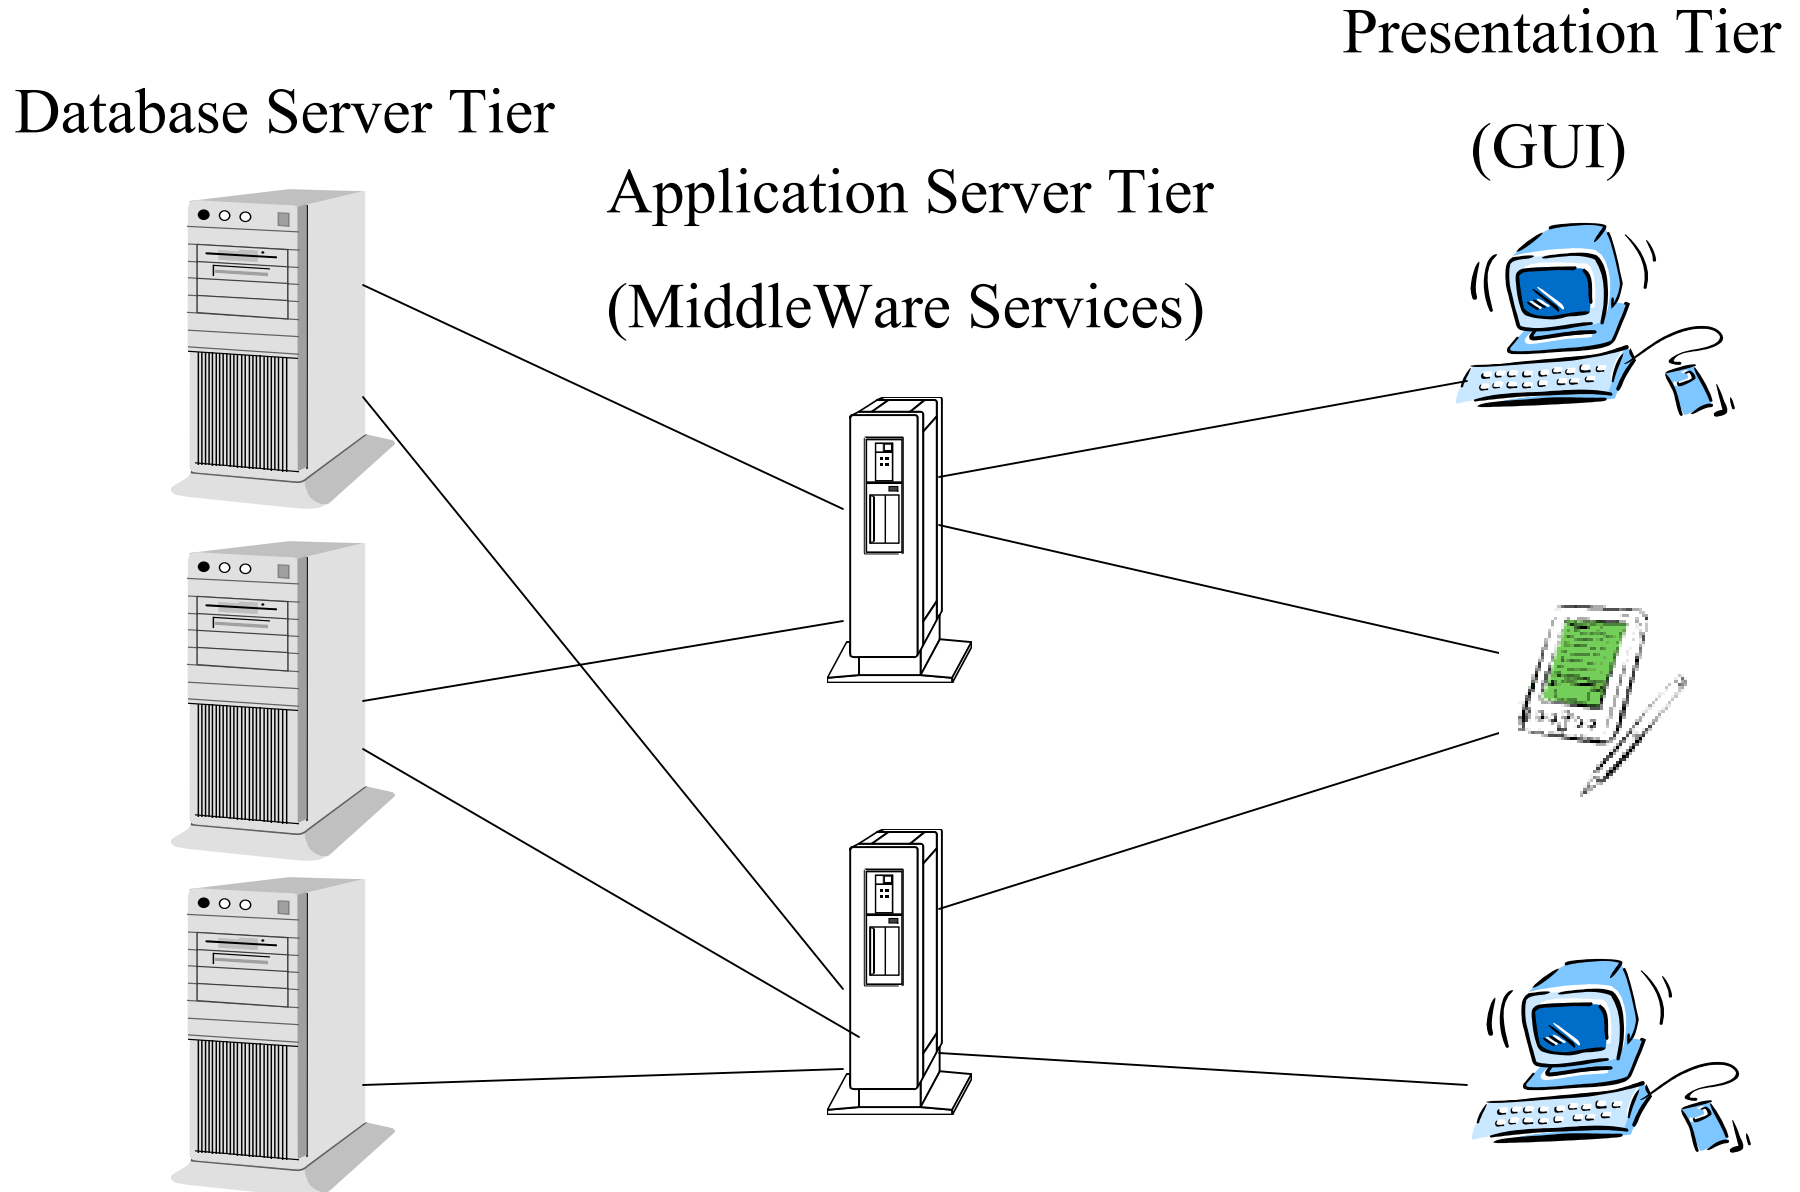 Database Server Tier
Application Server Tier
(MiddleWare Services)
Presentation Tier
(GUI)